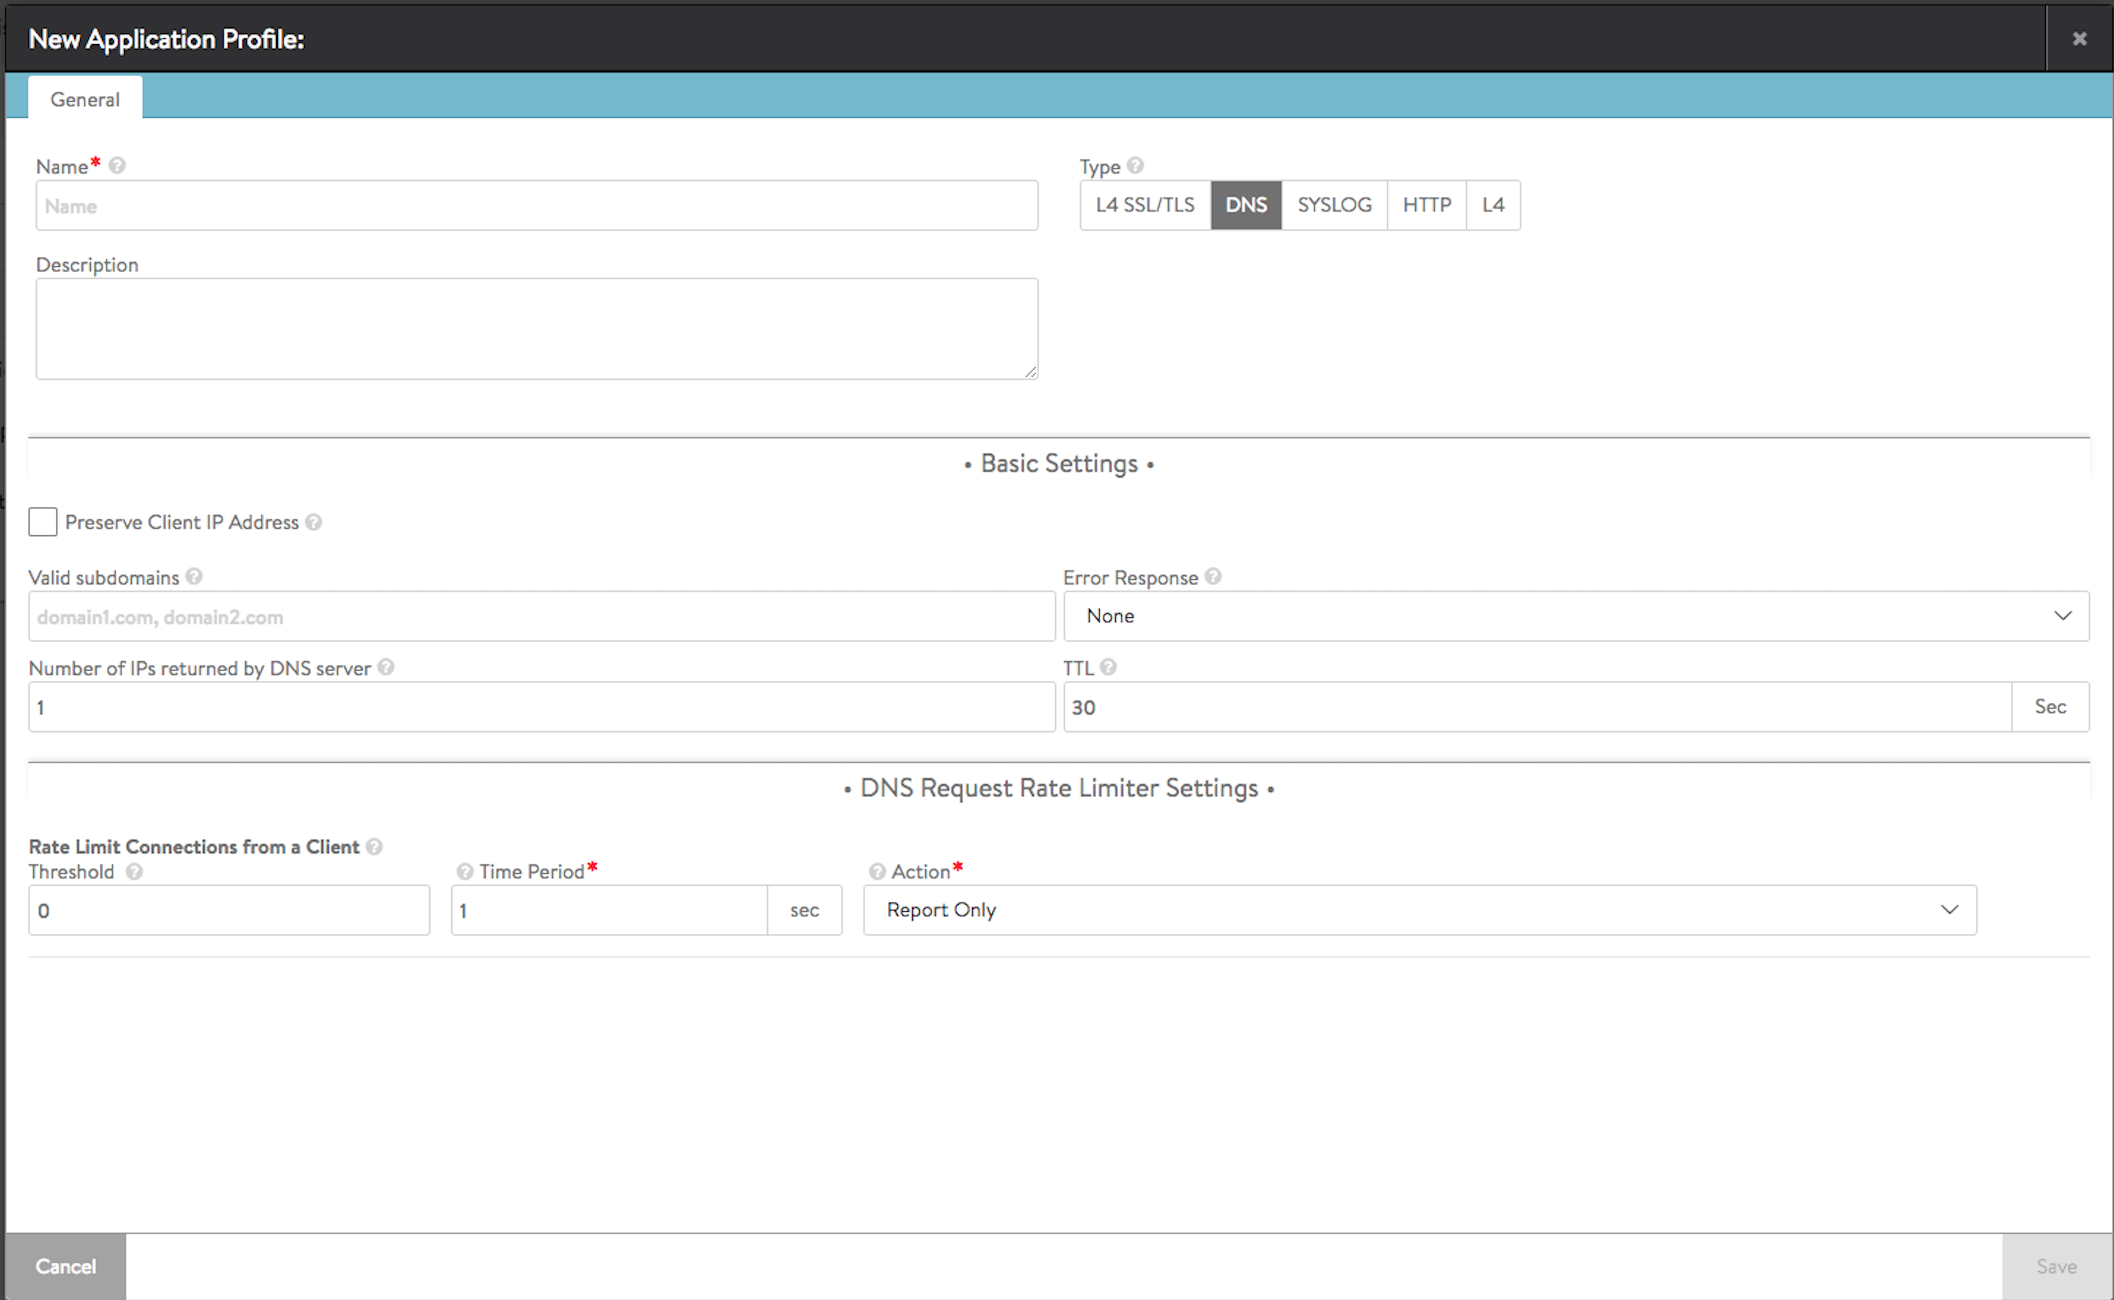 New Application Profile:
General
Name*
Type
Name
L4 SSL/TLS DNS SYSLOG HTTP L4
Description
• Basic Settings •
Preserve Client IP Address
Valid subdomains
Error Response
domain1.com, domain2.com
None
Number of IPs returned by DNS server
TTL
1
30 Sec
• DNS Request Rate Limiter Settings •
Rate Limit Connections from a Client
Threshold
Time Period*
Action*
0
1 sec
Report Only
Cancel
Save